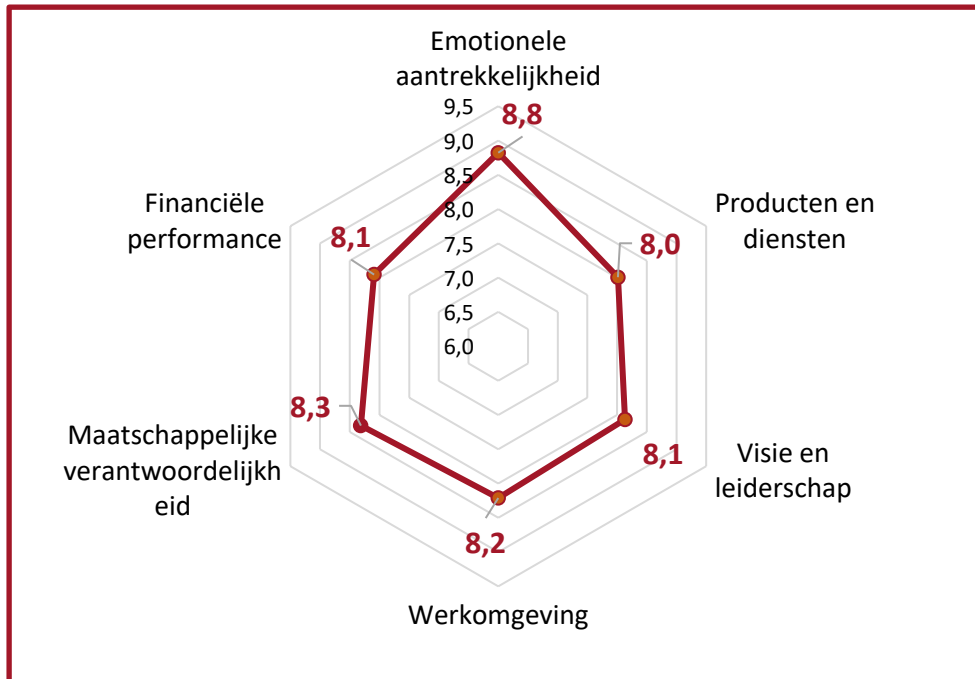 Emotionele
aantrekkelijkheid
9,5
9,0
8,5
8,0
7,5
7,0
6,5
6,0
8,8
Producten en
diensten
8,0
Visie en
leiderschap
8,1
Werkomgeving
8,2
Maatschappelijke
verantwoordelijkh
eid
8,3
Financiële
performance
8,1